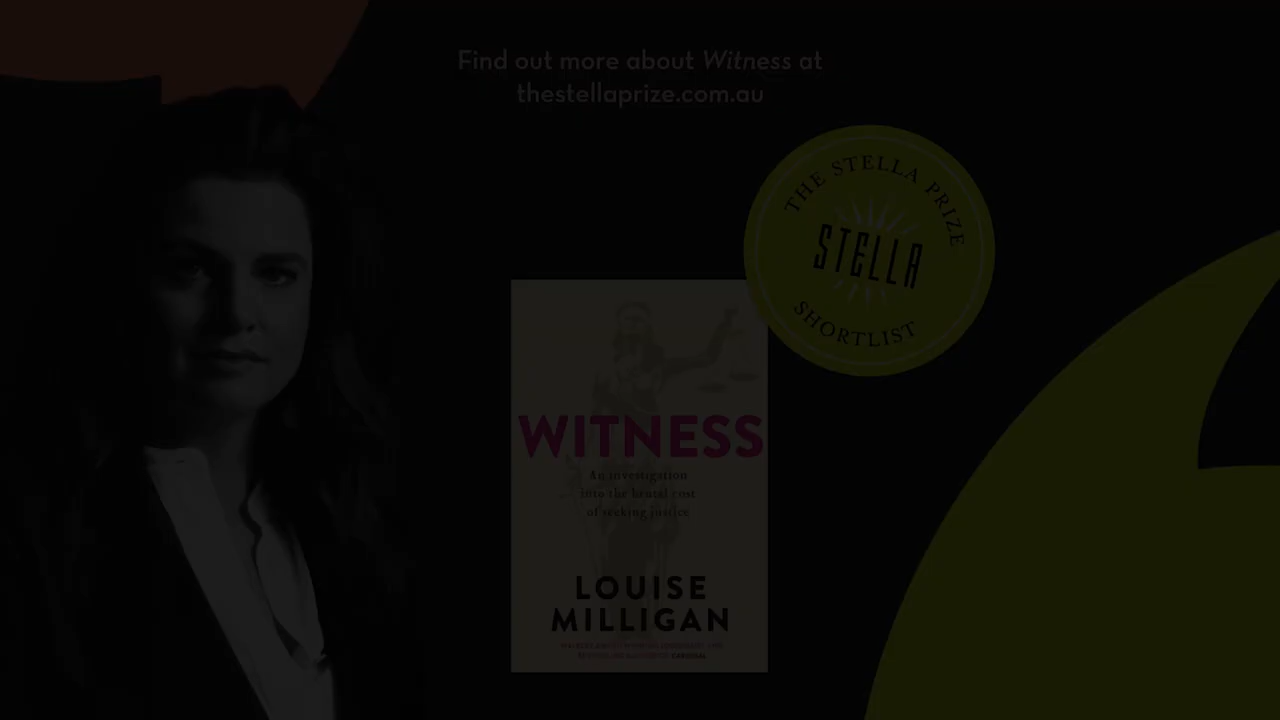 Find out more about Witness at
thestellaprize.com.au
THE STELLA PRIZE
STELLA
SHORTLIST
WITNESS
An investigation
into the brutal cost
of seeking justice
LOUISE
MILLIGAN
CARDINAL